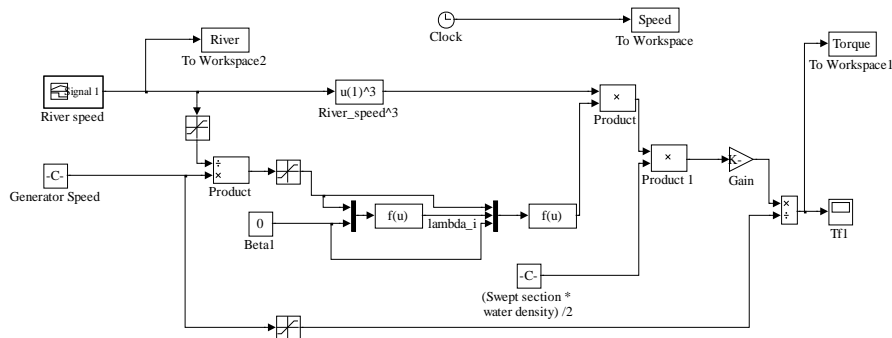 River
To Workspace2
Clock
Speed
To Workspace
Torque
To Workspace1
Signal 1
River speed
u(1)^3
River_speed^3
×
Product
÷
×
Product
-C-
Generator Speed
×
Product 1
K-
Gain
×
÷
Tf1
0
Beta1
f(u)
lambda_i
f(u)
-C-
(Swept section *
water density) /2